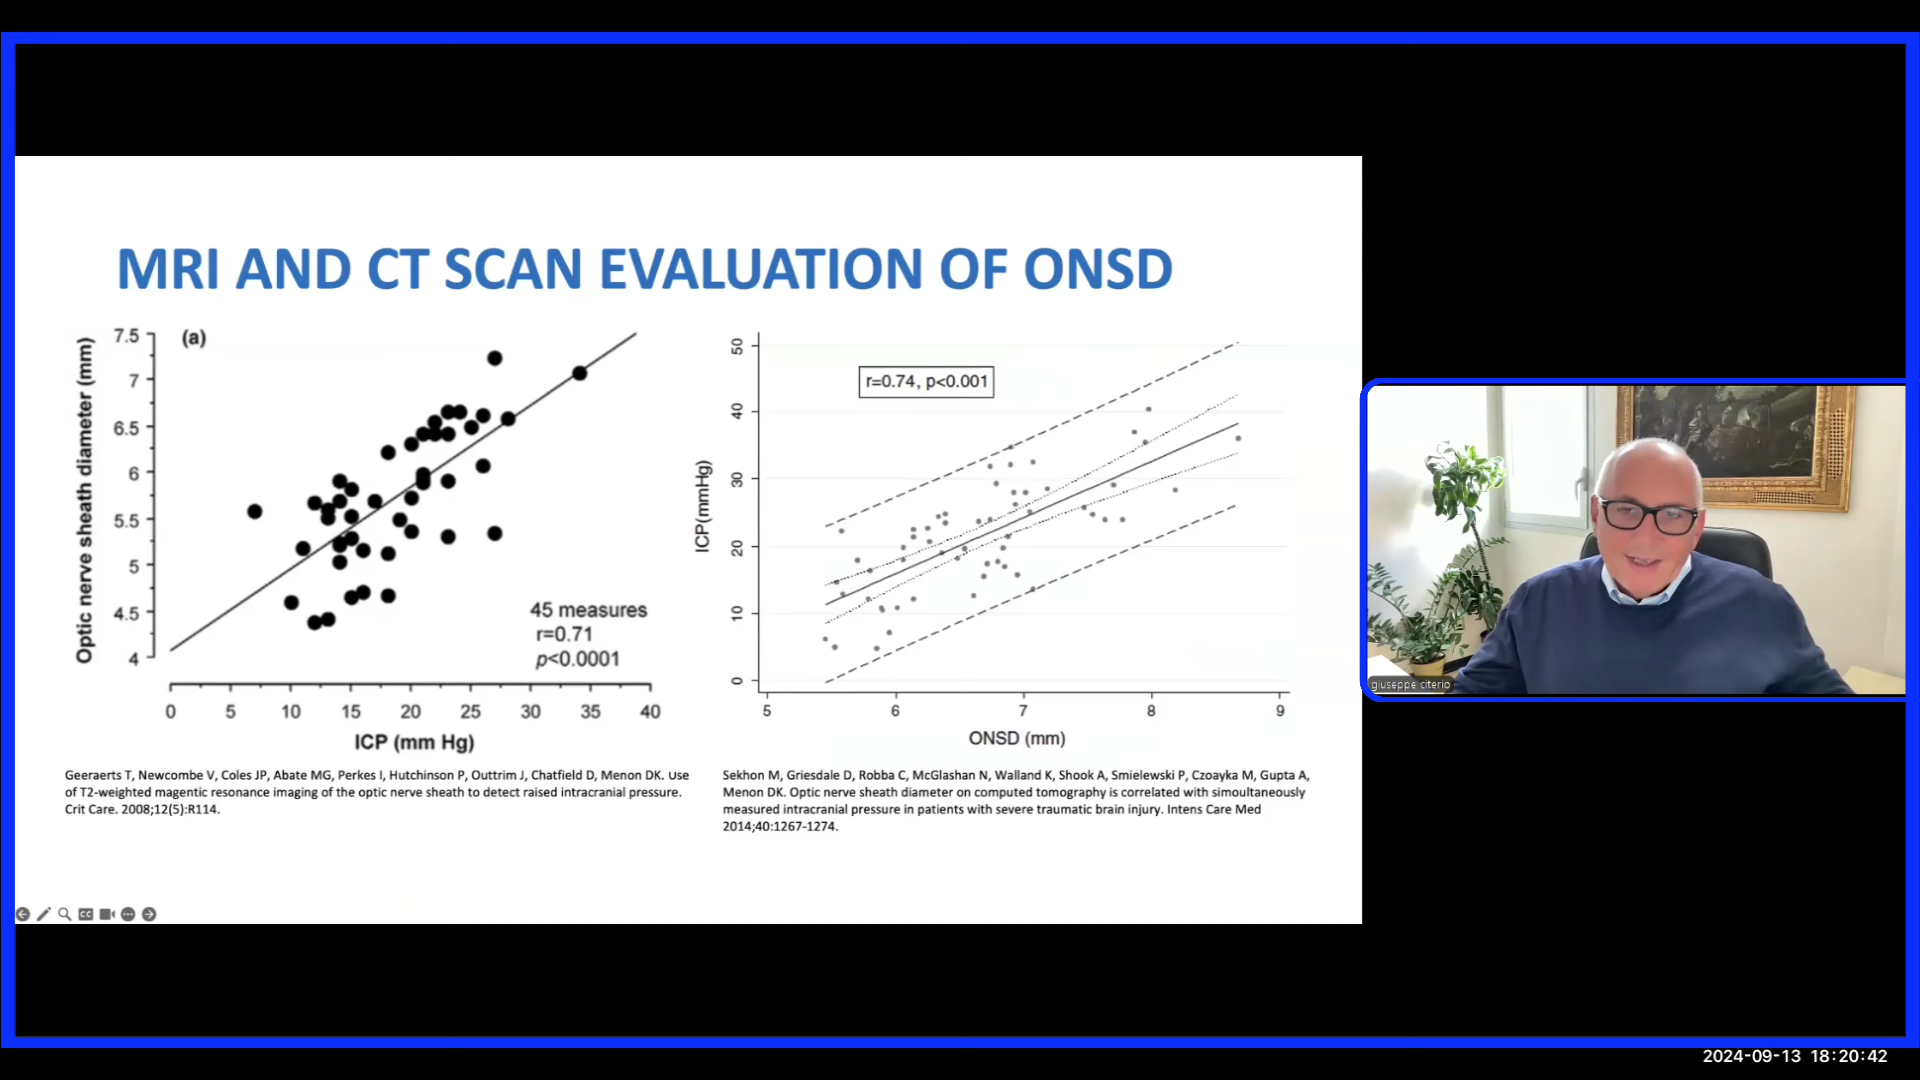 MRI AND CT SCAN EVALUATION OF ONSD
(a)
Optic nerve sheath diameter (mm)
7.5
7
6.5
6
5.5
5
4.5
4
45 measures
r=0.71
p<0.0001
0 5 10 15 20 25 30 35 40
ICP (mm Hg)
Geeraerts T, Newcombe V, Coles JP, Abate MG, Perkes I, Hutchinson P, Outtrim J, Chatfield D, Menon DK. Use
of T2-weighted magentic resonance imaging of the optic nerve sheath to detect raised intracranial pressure.
Crit Care. 2008;12(5):R114.
r=0.74, p<0.001
ICP(mmHg)
50
40
30
20
10
0
5 6 7 8 9
ONSD (mm)
Sekhon M, Griesdale D, Robba C, McGlashan N, Walland K, Shook A, Smielewski P, Czoayka M, Gupta A,
Menon DK. Optic nerve sheath diameter on computed tomography is correlated with simoultaneously
measured intracranial pressure in patients with severe traumatic brain injury. Intens Care Med
2014;40:1267-1274.
CC
giuseppe citerio
2024-09-13 18:20:42